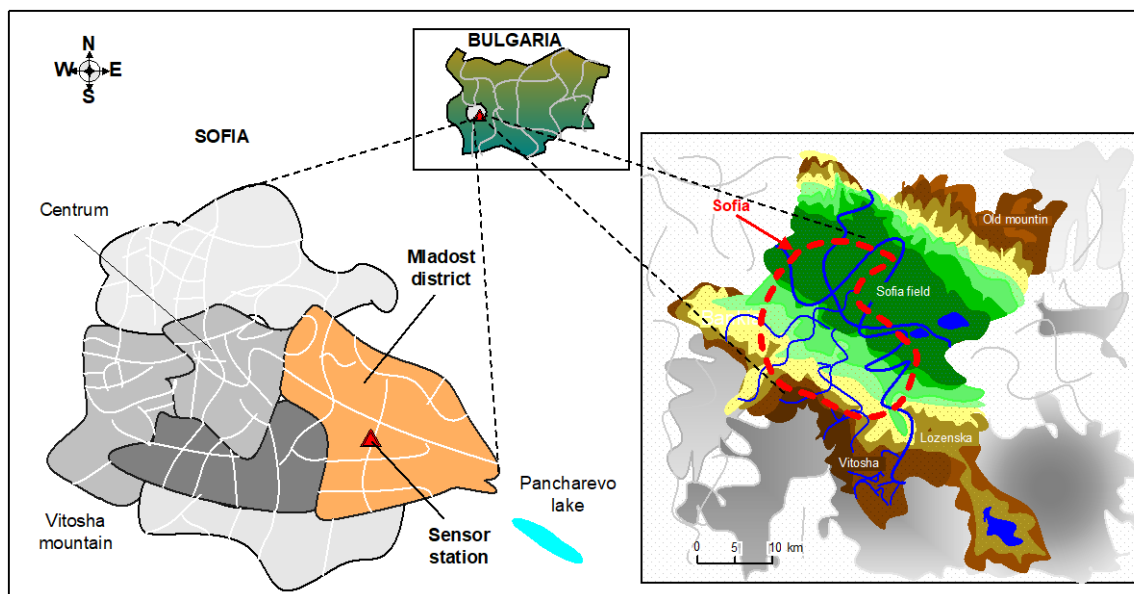 N
W E
S
BULGARIA
SOFIA
Centrum
Mladost
district
Sofia
Old mountin
Sofia field
Lozenska
Vitosha
Pancharevo
lake
Vitosha
mountain
Sensor
station
0 5 10 km